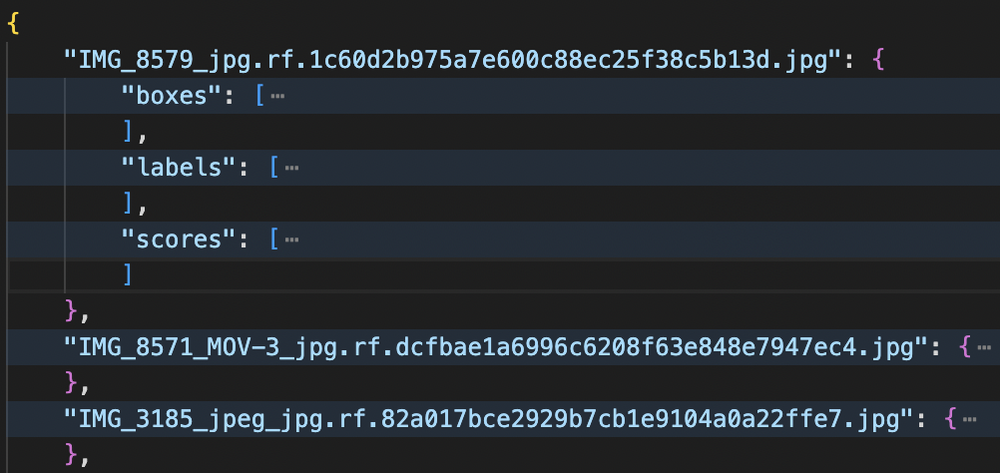 {
"IMG_8579_jpg.rf.1c60d2b975a7e600c88ec25f38c5b13d.jpg": {
"boxes": [⋯
],
"labels": [⋯
],
"scores": [⋯
]
},
"IMG_8571_MOV-3_jpg.rf.dcfbae1a6996c6208f63e848e7947ec4.jpg": {⋯
},
"IMG_3185_jpeg_jpg.rf.82a017bce2929b7cb1e9104a0a22ffe7.jpg": {⋯
},